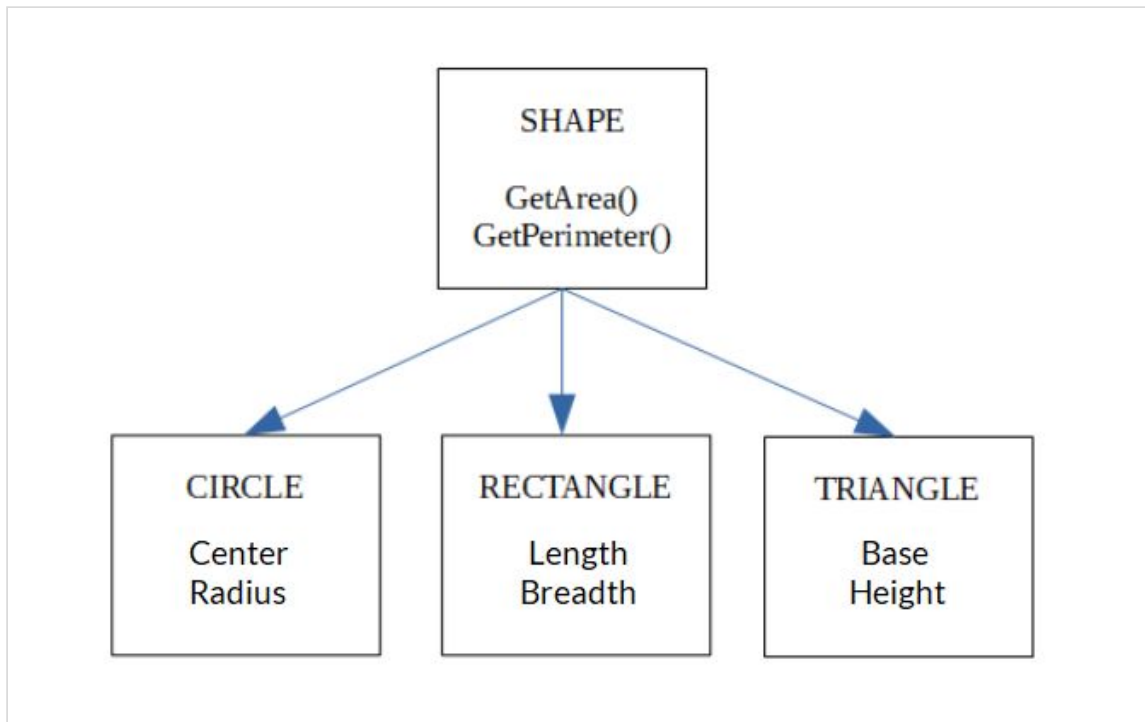 SHAPE
GetArea()
GetPerimeter()
CIRCLE
Center
Radius
RECTANGLE
Length
Breadth
TRIANGLE
Base
Height